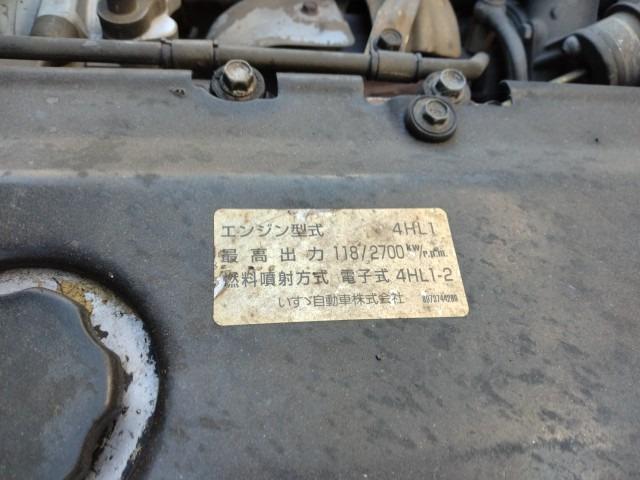 エンジン型式 4HL1
最高出力 118/2700 kW/r.p.m.
燃料噴射方式 電子式 4HL1-2
いすゞ自動車株式会社